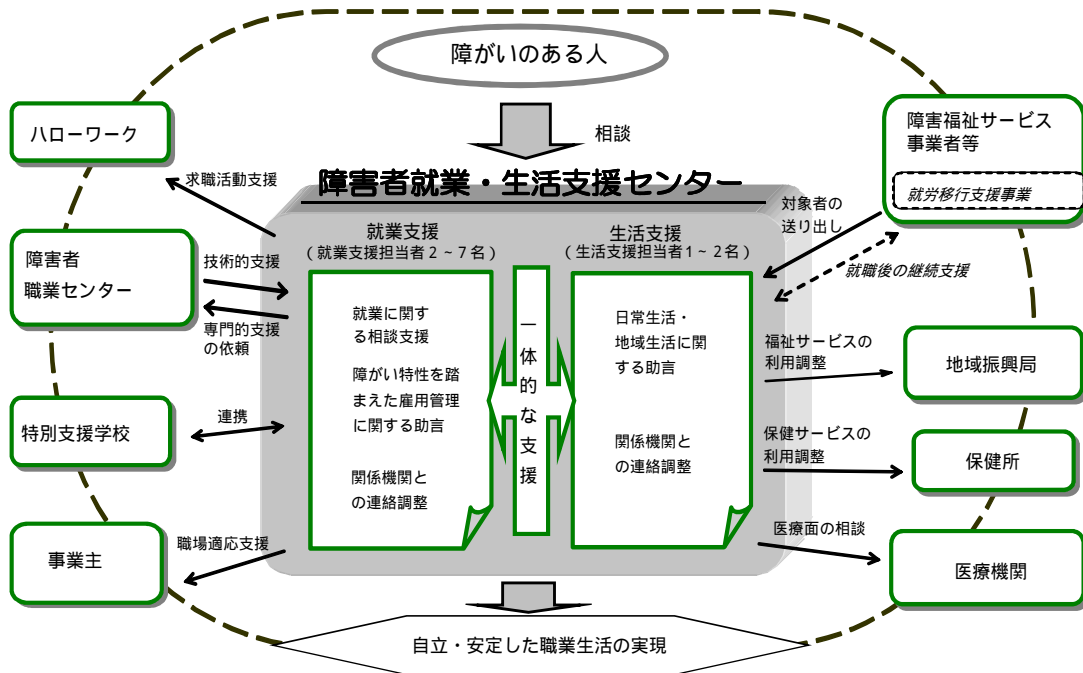 障がいのある人
相談
ハローワーク
求職活動支援
障害者
職業センター
技術的支援
専門的支援
の依頼
特別支援学校
連携
事業主
職場適応支援
障害者就業・生活支援センター
就業支援
(就業支援担当者2~7名)
就業に関す
る相談支援
障がい特性を踏
まえた雇用管理
に関する助言
関係機関と
の連絡調整
一体的な支援
生活支援
(生活支援担当者1~2名)
日常生活・
地域生活に関
する助言
関係機関と
の連絡調整
障害福祉サービス
事業者等
就労移行支援事業
対象者の
送り出し
就職後の継続支援
福祉サービスの
利用調整
地域振興局
保健サービスの
利用調整
保健所
医療面の相談
医療機関
自立・安定した職業生活の実現